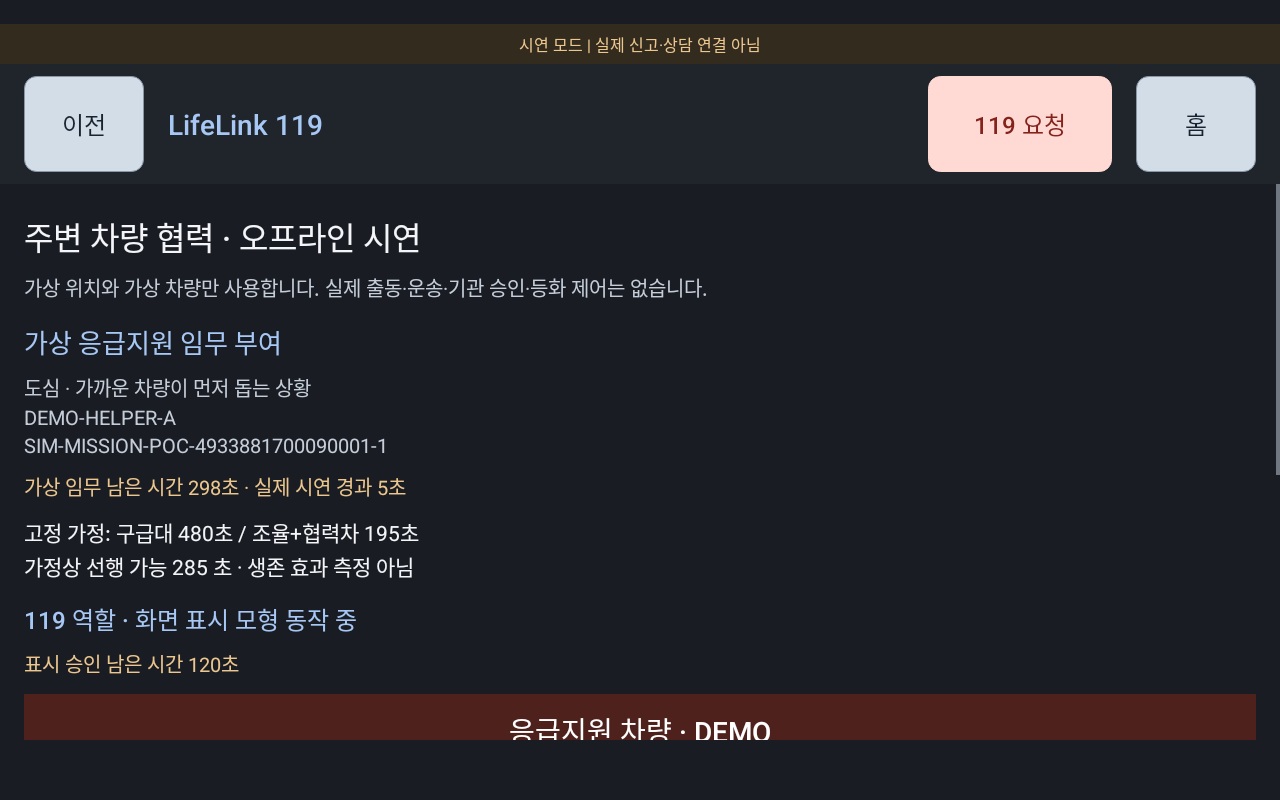 시연 모드 | 실제 신고·상담 연결 아님
이전
LifeLink 119
119 요청
홈
주변 차량 협력 · 오프라인 시연
가상 위치와 가상 차량만 사용합니다. 실제 출동·운송·기관 승인·등화 제어는 없습니다.
가상 응급지원 임무 부여
도심 · 가까운 차량이 먼저 돕는 상황
DEMO-HELPER-A
SIM-MISSION-POC-4933881700090001-1
가상 임무 남은 시간 298초 · 실제 시연 경과 5초
고정 가정: 구급대 480초 / 조율+협력차 195초
가정상 선행 가능 285 초 · 생존 효과 측정 아님
119 역할 · 화면 표시 모형 동작 중
표시 승인 남은 시간 120초
응급지원 차량 · DEMO